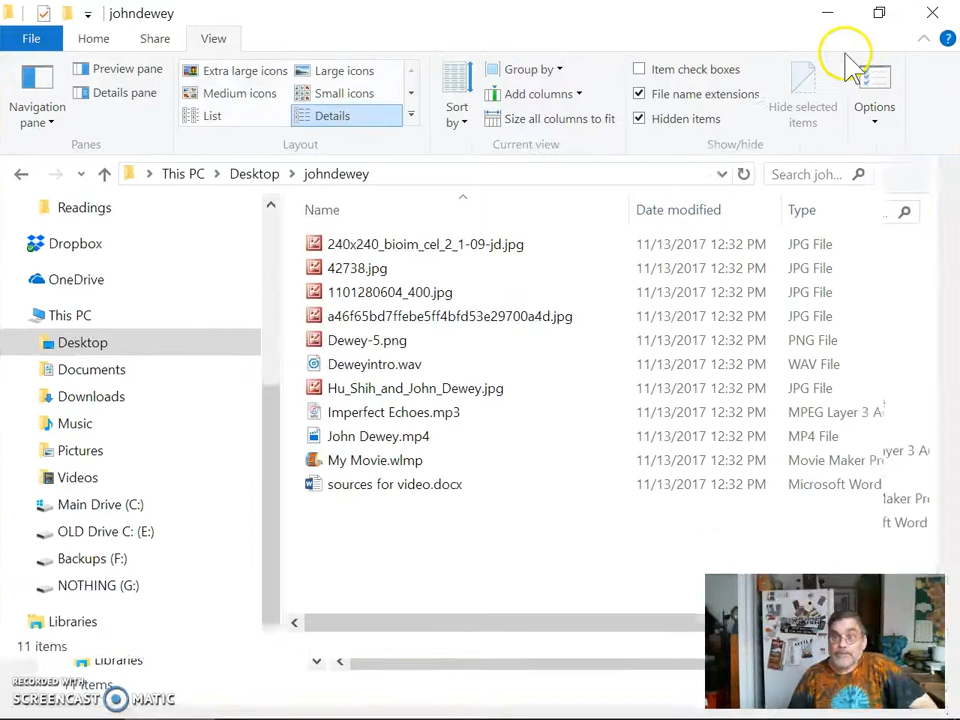 johndewey
File Home Share View
Navigation pane
Preview pane
Details pane
Panes
Extra large icons Large icons
Medium icons Small icons
List Details
Layout
Sort by
Group by
Add columns
Size all columns to fit
Current view
Item check boxes
File name extensions
Hidden items
Hide selected items
Show/hide
Options
This PC Desktop johndewey
Search joh...
Readings
Dropbox
OneDrive
This PC
Desktop
Documents
Downloads
Music
Pictures
Videos
Main Drive (C:)
OLD Drive C: (E:)
Backups (F:)
NOTHING (G:)
Libraries
Name Date modified Type
240x240_bioim_cel_2_1-09-jd.jpg 11/13/2017 12:32 PM JPG File
42738.jpg 11/13/2017 12:32 PM JPG File
1101280604_400.jpg 11/13/2017 12:32 PM JPG File
a46f65bd7ffebe5ff4bfd53e29700a4d.jpg 11/13/2017 12:32 PM JPG File
Dewey-5.png 11/13/2017 12:32 PM PNG File
Deweyintro.wav 11/13/2017 12:32 PM WAV File
Hu_Shih_and_John_Dewey.jpg 11/13/2017 12:32 PM JPG File
Imperfect Echoes.mp3 11/13/2017 12:32 PM MPEG Layer 3 A
John Dewey.mp4 11/13/2017 12:32 PM MP4 File
My Movie.wlmp 11/13/2017 12:32 PM Movie Maker Pr
sources for video.docx 11/13/2017 12:32 PM Microsoft Word
ayer 3 A
Maker Pro
ft Word
11 items
Libraries
items
RECORDED WITH
SCREENCAST MATIC